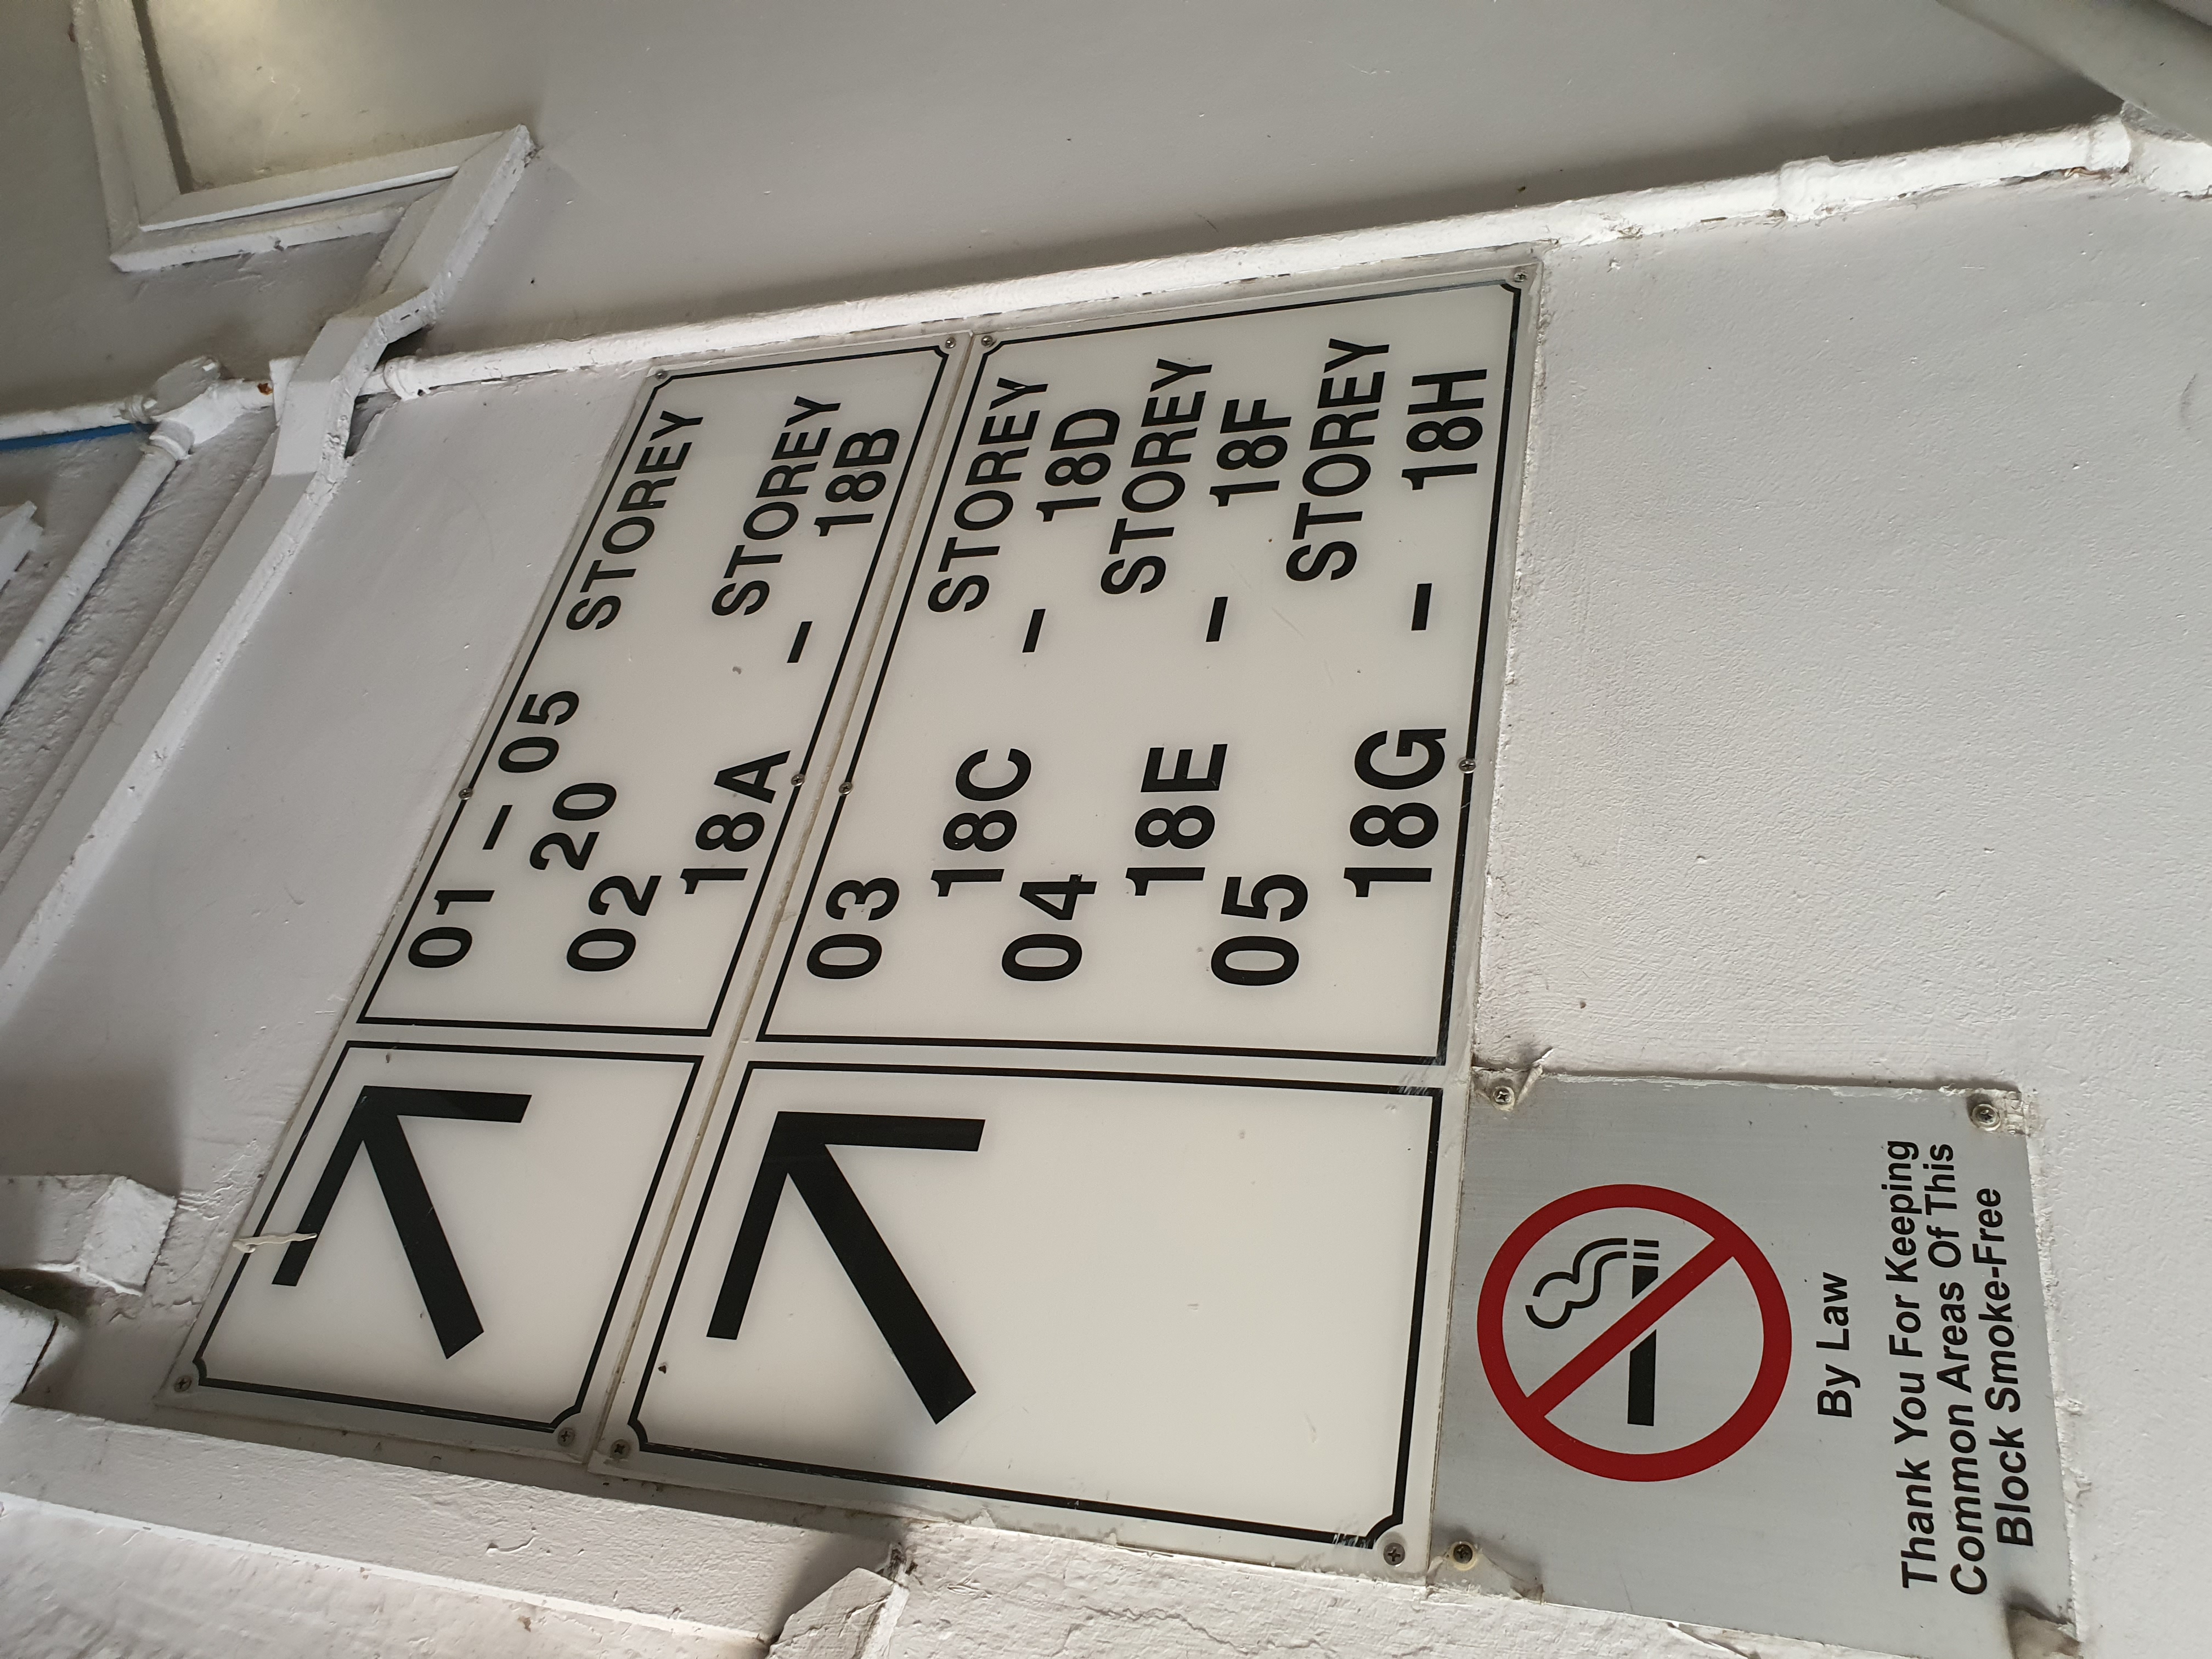 01 – 05 STOREY
20
02 STOREY
18A – 18B
03 STOREY
18C – 18D
04 STOREY
18E – 18F
05 STOREY
18G – 18H
By Law
Thank You For Keeping
Common Areas Of This
Block Smoke-Free